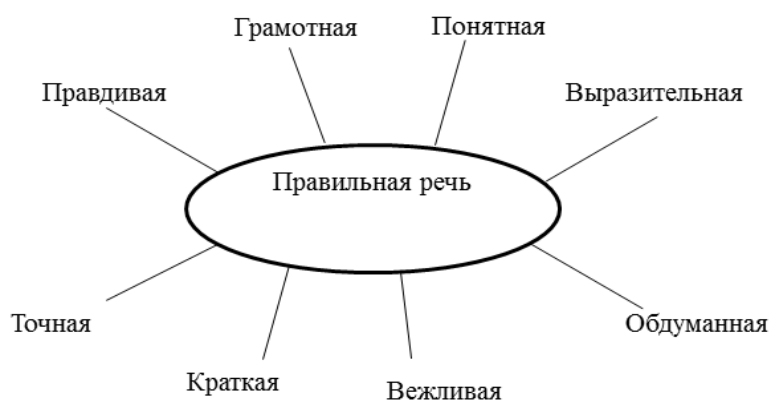 Грамотная
Понятная
Правдивая
Выразительная
Правильная речь
Точная
Обдуманная
Краткая
Вежливая